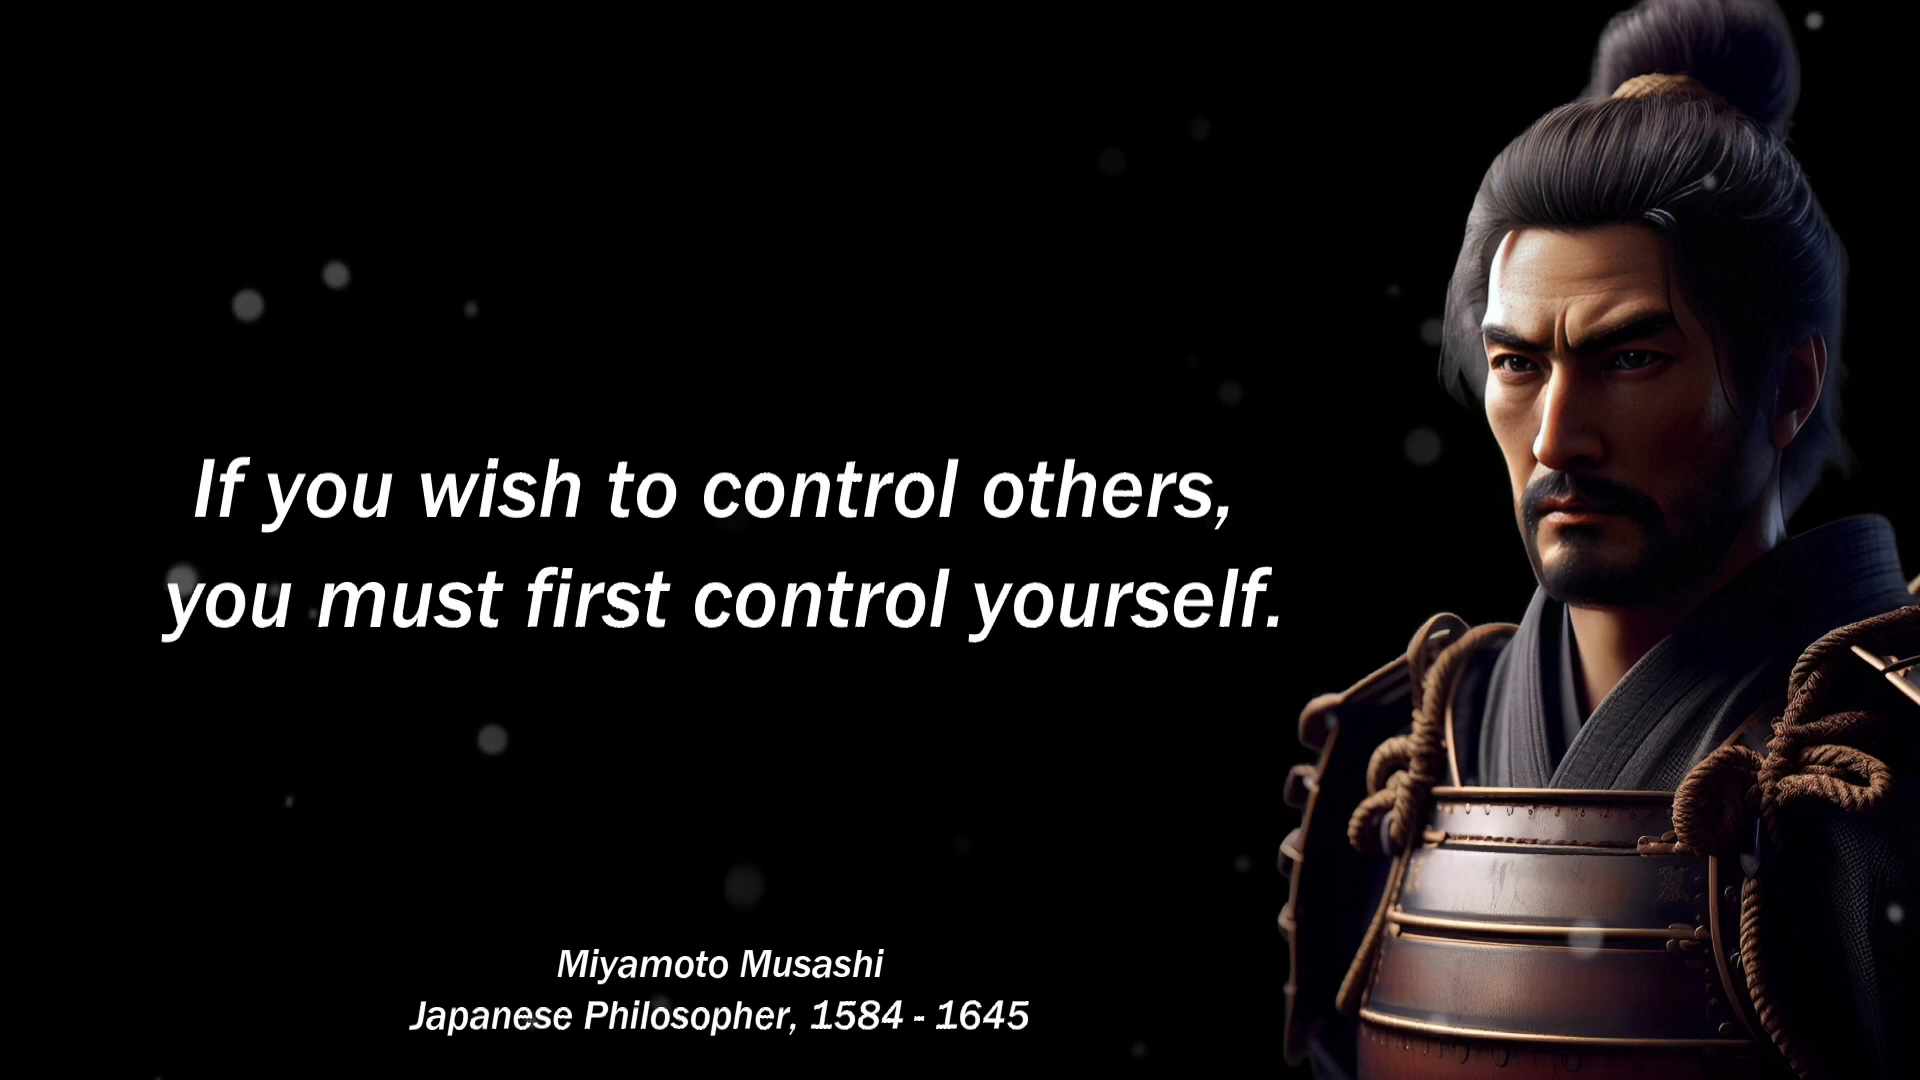 If you wish to control others,
you must first control yourself.
Miyamoto Musashi
Japanese Philosopher, 1584 - 1645